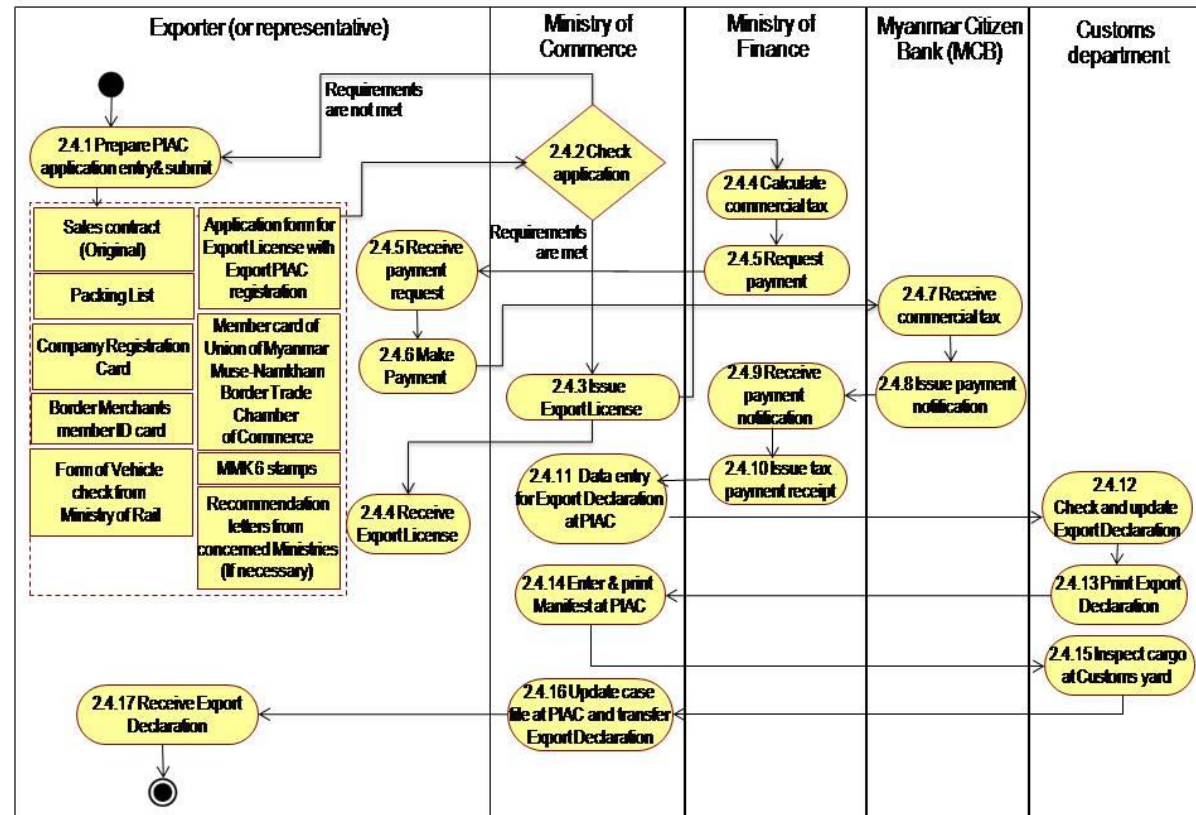 Exporter (or representative)
Ministry of
Commerce
Ministry of
Finance
Myanmar Citizen
Bank (MCB)
Customs
department
Requirements
are not met
2.4.1 Prepare PIAC
application entry& submit
2.4.2 Check
application
Requirements
are met
2.4.4 Calculate
commercial tax
2.4.5 Request
payment
2.4.5 Receive
payment
request
2.4.6 Make
Payment
2.4.7 Receive
commercial tax
2.4.8 Issue payment
notification
2.4.9 Receive
payment
notification
2.4.3 Issue
Export License
2.4.10 Issue tax
payment receipt
2.4.4 Receive
Export License
Sales contract
(Original)
Packing List
Company Registration
Card
Border Merchants
member ID card
Form of Vehicle
check from
Ministry of Rail
Application form for
Export License with
Export PIAC
registration
Member card of
Union of Myanmar
Muse-Namkham
Border Trade
Chamber
of Commerce
MMK 6 stamps
Recommendation
letters from
concerned Ministries
(If necessary)
2.4.11 Data entry
for Export Declaration
at PIAC
2.4.12
Check and update
Export Declaration
2.4.13 Print Export
Declaration
2.4.14 Enter & print
Manifest at PIAC
2.4.15 Inspect cargo
at Customs yard
2.4.16 Update case
file at PIAC and transfer
Export Declaration
2.4.17 Receive Export
Declaration